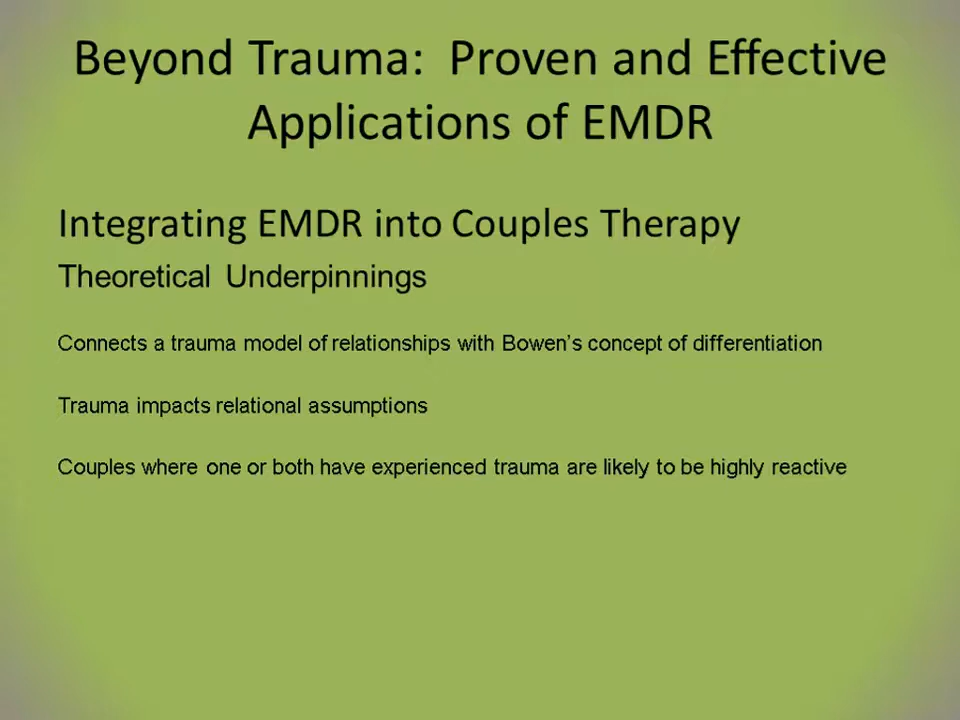 Beyond Trauma:  Proven and Effective
Applications of EMDR
Integrating EMDR into Couples Therapy
Theoretical Underpinnings
Connects a trauma model of relationships with Bowen’s concept of differentiation
Trauma impacts relational assumptions
Couples where one or both have experienced trauma are likely to be highly reactive